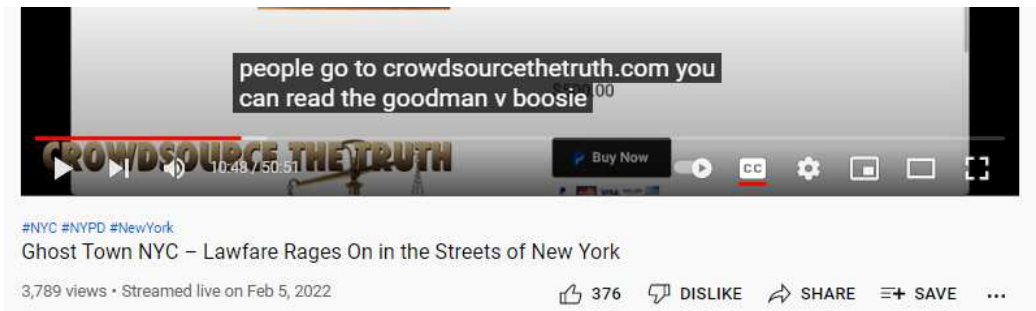 people go to crowdsourcethetruth.com you
can read the goodman v boosie
.00
CROWDSOURCE THE TRUTH
Buy Now
10:48 / 50:51
CC
#NYC #NYPD #NewYork
Ghost Town NYC – Lawfare Rages On in the Streets of New York
3,789 views • Streamed live on Feb 5, 2022
376 DISLIKE SHARE SAVE ...